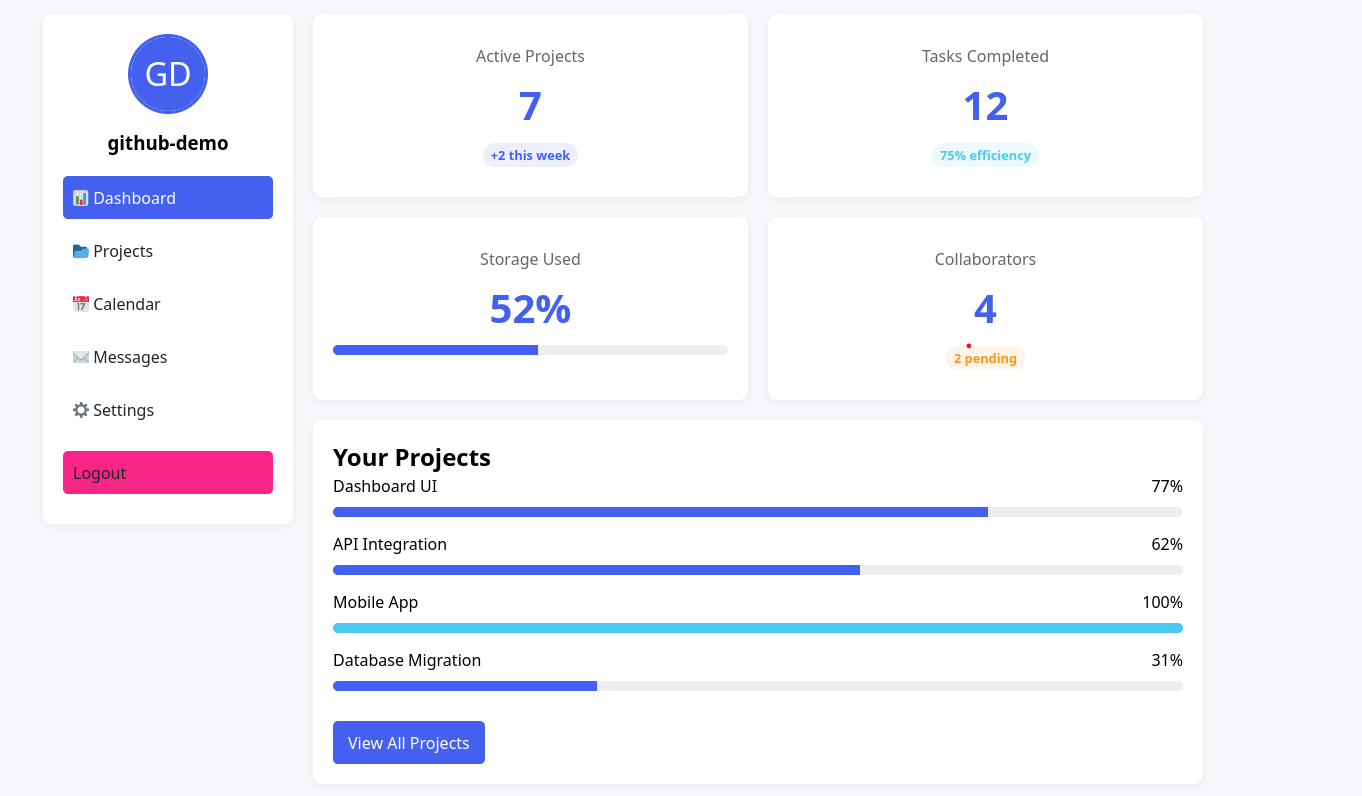 GD
github-demo
Dashboard
Projects
Calendar
Messages
Settings
Logout
Active Projects
7
+2 this week
Tasks Completed
12
75% efficiency
Storage Used
52%
Collaborators
4
2 pending
Your Projects
Dashboard UI 77%
API Integration 62%
Mobile App 100%
Database Migration 31%
View All Projects